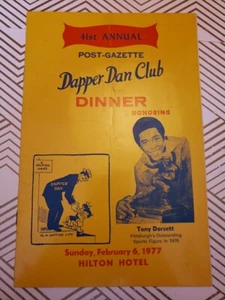 41st ANNUAL
POST-GAZETTE
Dapper Dan Club
DINNER
HONORING
DAPPER
DAN
Tony Dorsett
Pittsburgh's Outstanding
Sports Figure in 1976
Sunday, February 6, 1977
HILTON HOTEL